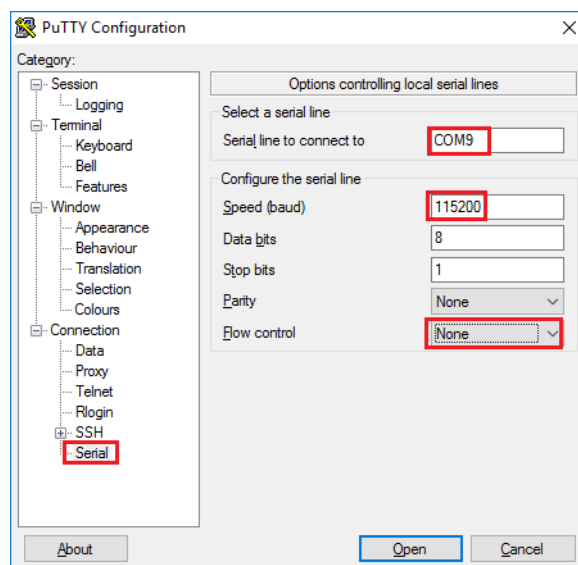 PuTTY Configuration
Category:
Session
Logging
Terminal
Keyboard
Bell
Features
Window
Appearance
Behaviour
Translation
Selection
Colours
Connection
Data
Proxy
Telnet
Rlogin
SSH
Serial
Options controlling local serial lines
Select a serial line
Serial line to connect to COM9
Configure the serial line
Speed (baud) 115200
Data bits 8
Stop bits 1
Parity None
Flow control None
About Open Cancel